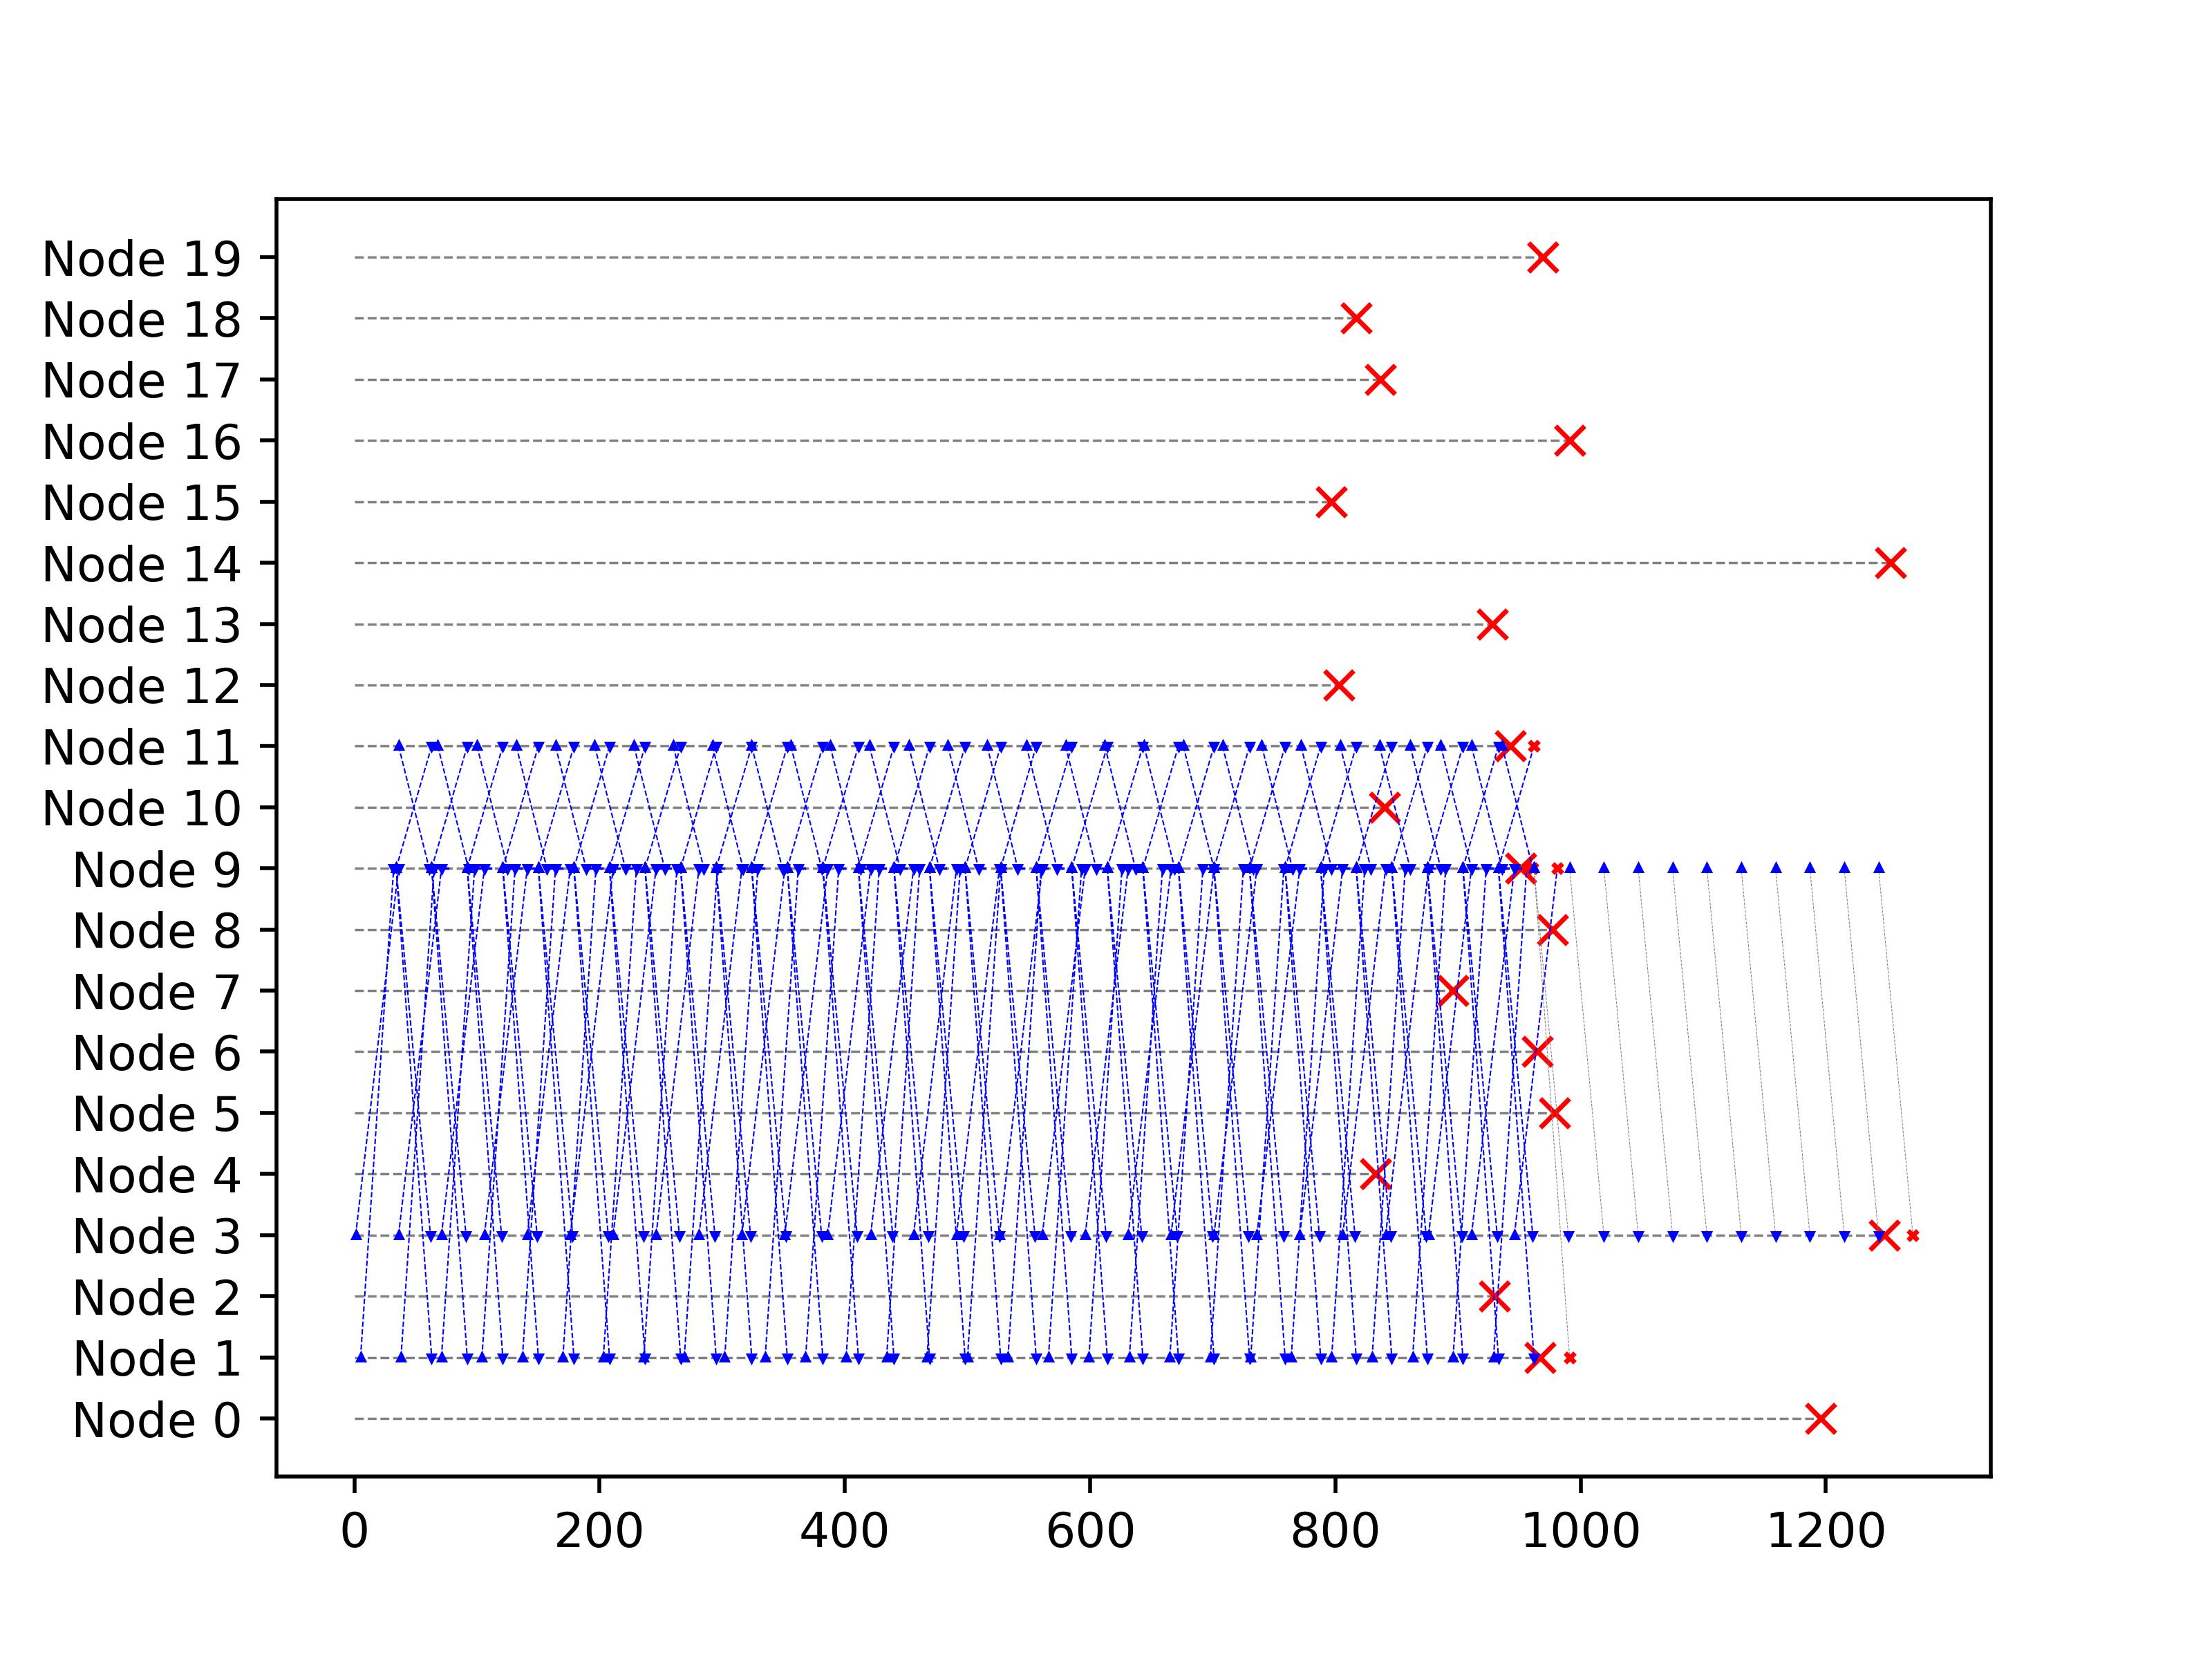 Node 19
Node 18
Node 17
Node 16
Node 15
Node 14
Node 13
Node 12
Node 11
Node 10
Node 9
Node 8
Node 7
Node 6
Node 5
Node 4
Node 3
Node 2
Node 1
Node 0
0 200 400 600 800 1000 1200